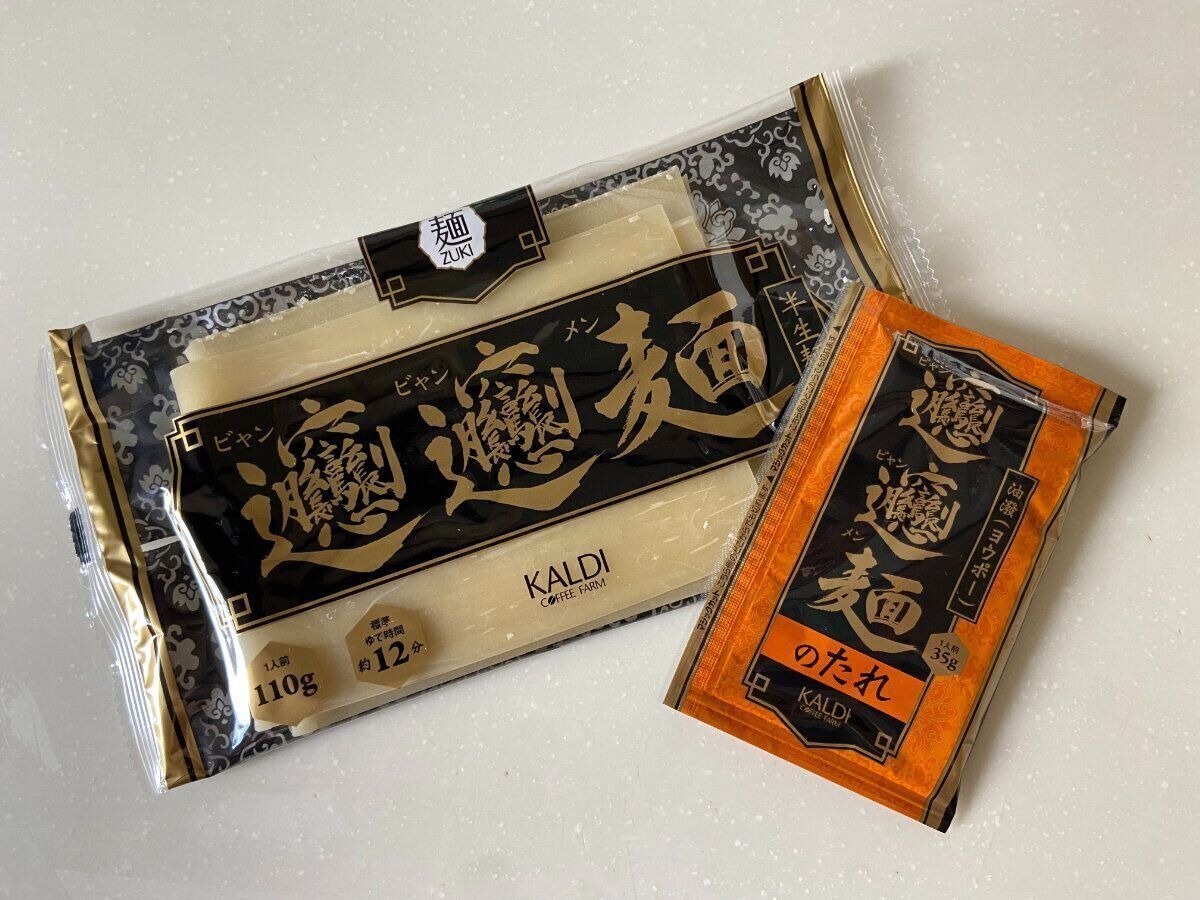 麺
ZUKI
ビャン ビャン メン
𰻞𰻞麺
半生
KALDI
COFFEE FARM
1人前
110g
標準
ゆで時間
約12分
ビャン
ビャン
メン
𰻞𰻞麺
のたれ
油潑(ヨウポー)
1人前
35g
KALDI
COFFEE FARM